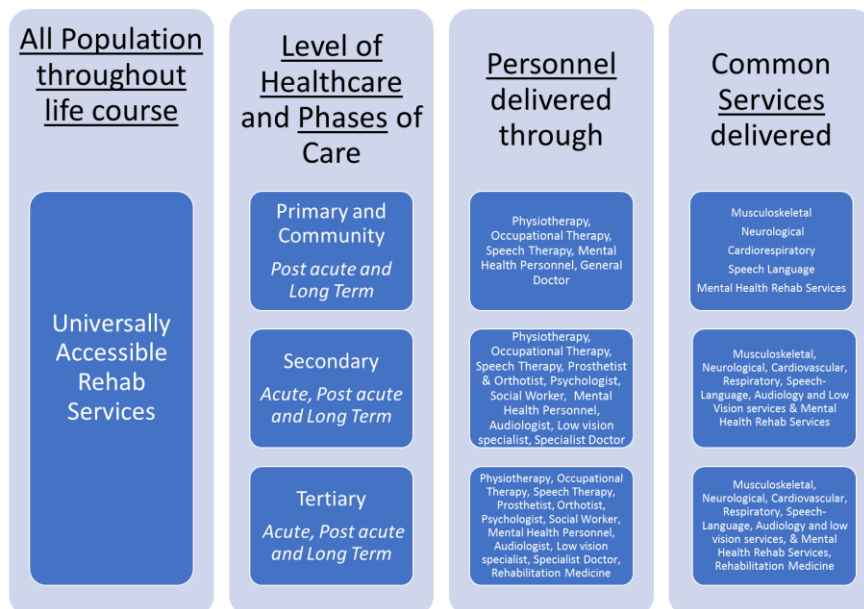 All Population
throughout
life course
Universally
Accessible
Rehab
Services
Level of
Healthcare
and Phases of
Care
Primary and
Community
Post acute and
Long Term
Secondary
Acute, Post acute
and Long Term
Tertiary
Acute, Post acute
and Long Term
Personnel
delivered
through
Physiotherapy,
Occupational Therapy,
Speech Therapy, Mental
Health Personnel, General
Doctor
Physiotherapy,
Occupational Therapy,
Speech Therapy, Prosthetist
& Orthotist, Psychologist,
Social Worker, Mental
Health Personnel,
Audiologist, Low vision
specialist, Specialist Doctor
Physiotherapy, Occupational
Therapy, Speech Therapy,
Prosthetist, Orthotist,
Psychologist, Social Worker,
Mental Health Personnel,
Audiologist, Low vision
specialist, Specialist Doctor,
Rehabilitation Medicine
Common
Services
delivered
Musculoskeletal
Neurological
Cardiorespiratory
Speech Language
Mental Health Rehab Services
Musculoskeletal,
Neurological, Cardiovascular,
Respiratory, Speech-
Language, Audiology and Low
Vision services & Mental
Health Rehab Services
Musculoskeletal,
Neurological, Cardiovascular,
Respiratory, Speech-
Language, Audiology and low
vision services, & Mental
Health Rehab Services,
Rehabilitation Medicine